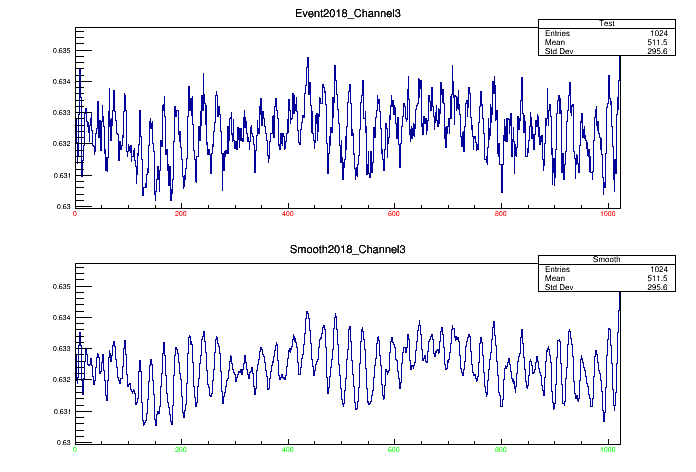 Event2018_Channel3
Test
Entries 1024
Mean 511.5
Std Dev 295.6
0.635
0.634
0.633
0.632
0.631
0.63
0 200 400 600 800 1000
Smooth2018_Channel3
Smooth
Entries 1024
Mean 511.5
Std Dev 295.6
0.635
0.634
0.633
0.632
0.631
0.63
0 200 400 600 800 1000